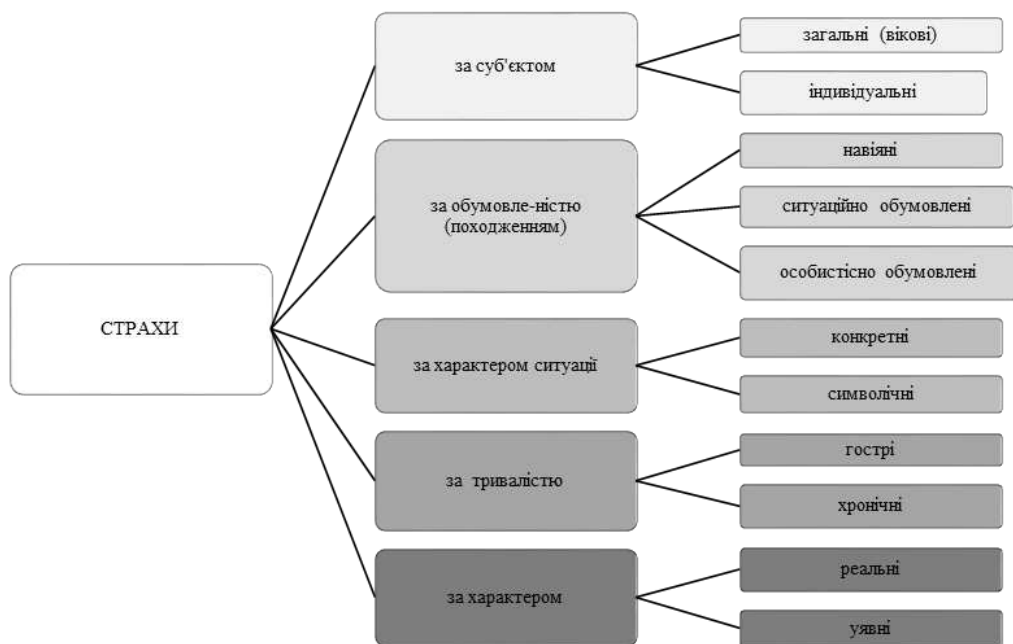 СТРАХИ
за суб'єктом
загальні (вікові)
індивідуальні
за обумовле-ністю
(походженням)
навіяні
ситуаційно обумовлені
особистісно обумовлені
за характером ситуації
конкретні
символічні
за тривалістю
гострі
хронічні
за характером
реальні
уявні